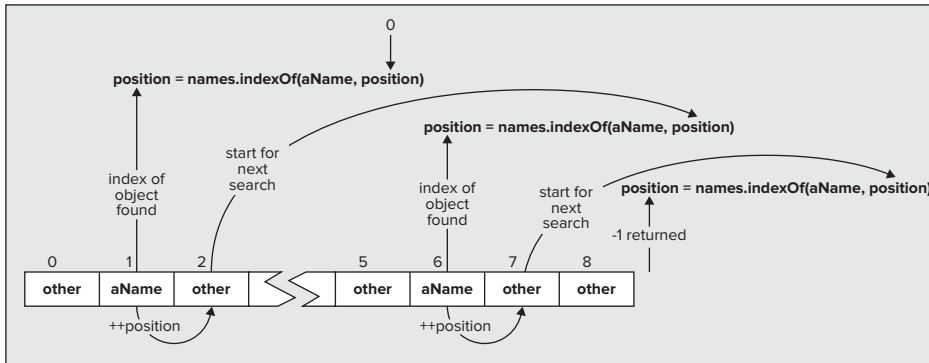 0
position = names.indexOf(aName, position)
position = names.indexOf(aName, position)
start for
next
search
index of
object
found
index of
object
found
start for
next
search
position = names.indexOf(aName, position)
-1 returned
0 1 2 5 6 7 8
other aName other other aName other other
++position ++position